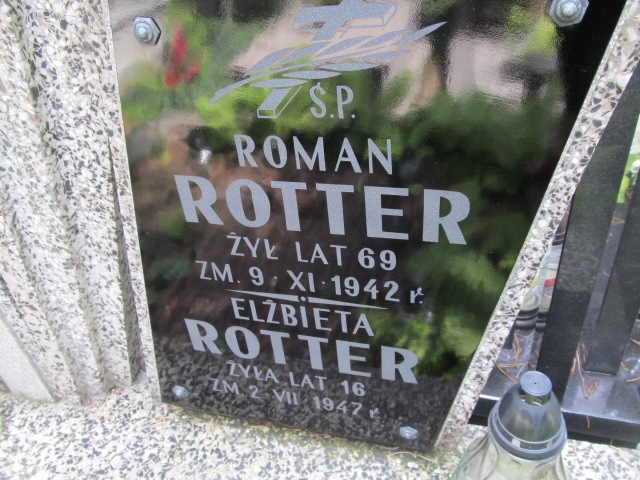 Ś.P.
ROMAN
ROTTER
ŻYŁ LAT 69
ZM. 9 · XI · 1942 r.
ELŻBIETA
ROTTER
ŻYŁA LAT 16
ZM 2 VII 1947 r.